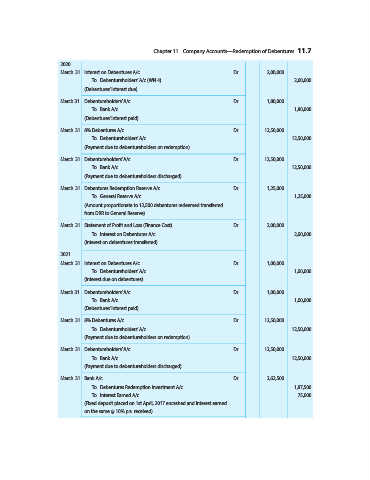 Chapter 11 Company Accounts—Redemption of Debentures 11.7
2020
March 31 Interest on Debentures A/c Dr 2,00,000
To Debentureholders' A/c (WN 4) 2,00,000
(Debentures' interest due)
March 31 Debentureholders' A/c Dr 1,80,000
To Bank A/c 1,80,000
(Debentures' interest paid)
March 31 8% Debentures A/c Dr 12,50,000
To Debentureholders' A/c 12,50,000
(Payment due to debentureholders on redemption)
March 31 Debentureholders' A/c Dr 12,50,000
To Bank A/c 12,50,000
(Payment due to debentureholders discharged)
March 31 Debentures Redemption Reserve A/c Dr 1,25,000
To General Reserve A/c 1,25,000
(Amount proportionate to 12,500 debentures redeemed transferred
from DRR to General Reserve)
March 31 Statement of Profit and Loss (Finance Cost) Dr 2,00,000
To Interest on Debentures A/c 2,00,000
(Interest on debentures transferred)
2021
March 31 Interest on Debentures A/c Dr 1,00,000
To Debentureholders' A/c 1,00,000
(Interest due on debentures)
March 31 Debentureholders' A/c Dr 1,00,000
To Bank A/c 1,00,000
(Debentures' interest paid)
March 31 8% Debentures A/c Dr 12,50,000
To Debentureholders' A/c 12,50,000
(Payment due to debentureholders on redemption)
March 31 Debentureholders' A/c Dr 12,50,000
To Bank A/c 12,50,000
(Payment due to debentureholders discharged)
March 31 Bank A/c Dr 2,62,500
To Debentures Redemption Investment A/c 1,87,500
To Interest Earned A/c 75,000
(Fixed deposit placed on 1st April, 2017 encashed and interest earned
on the same @ 10% p.a. received)